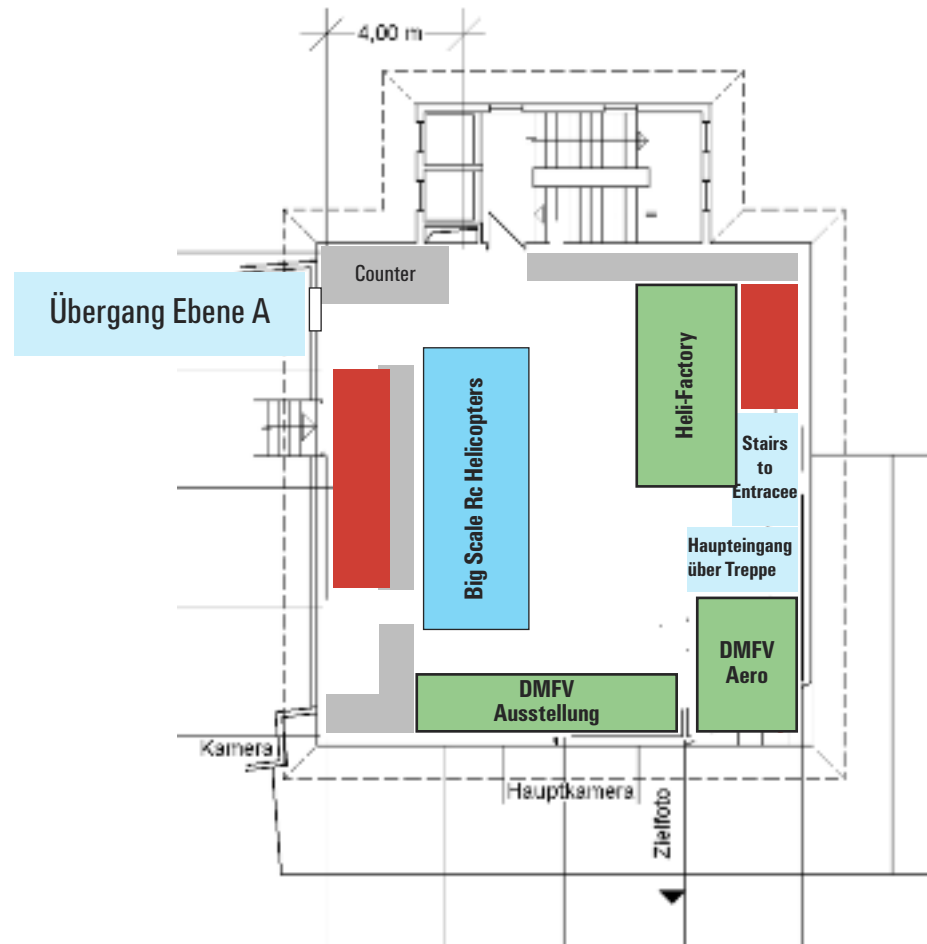 4,00 m
Counter
Übergang Ebene A
Heli-Factory
Big Scale Rc Helicopters
Stairs
to
Entracee
Haupteingang
über Treppe
DMFV
Aero
DMFV
Ausstellung
Kamera
Hauptkamera
Zielfoto